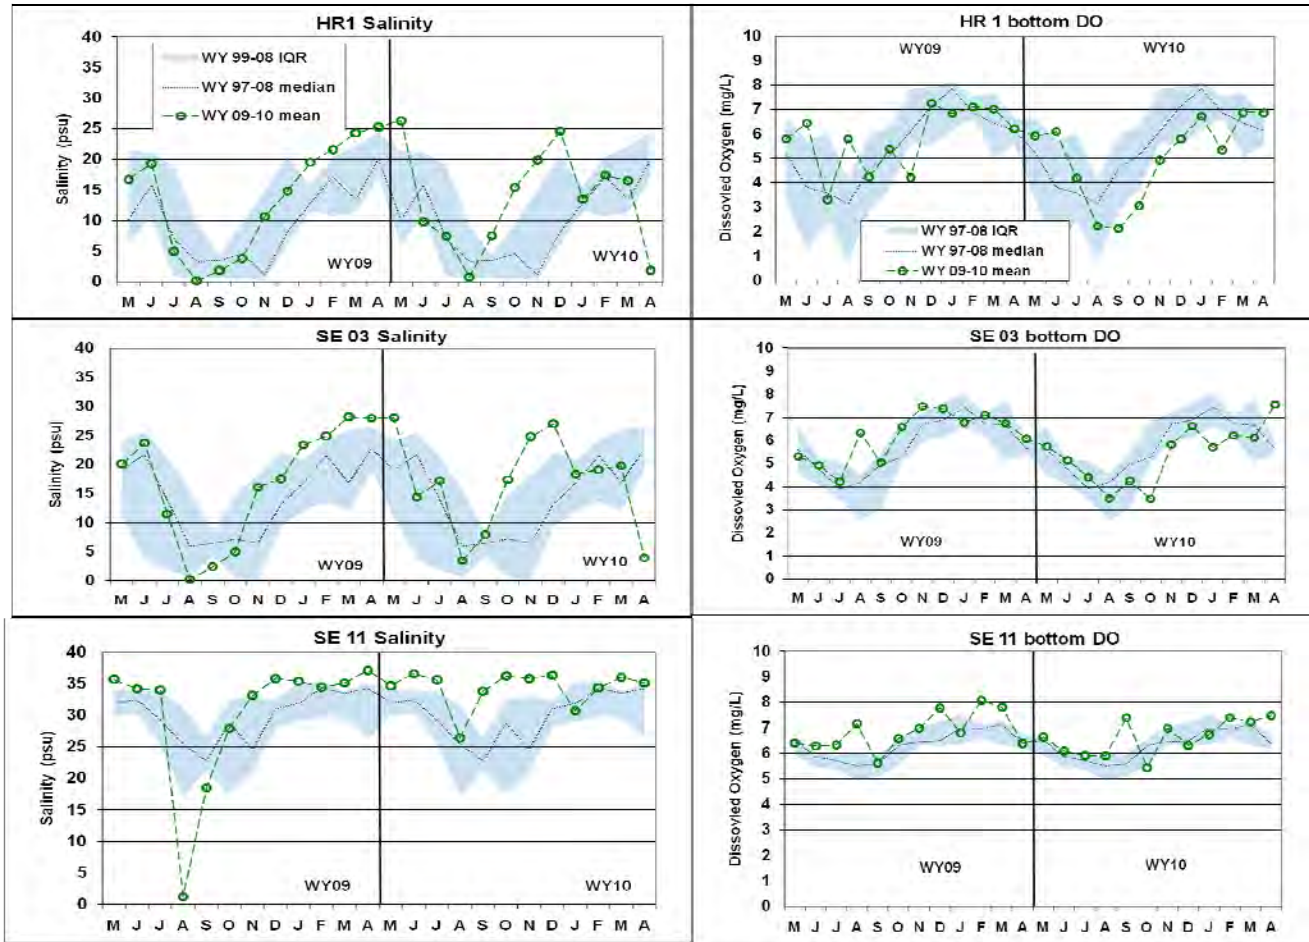 HR1 Salinity
40
35
30
25
20
15
10
5
0
Salinity (psu)
WY 99-08 IQR
WY 97-08 median
WY 09-10 mean
WY09
WY10
M J J A S O N D J F M A M J J A S O N D J F M A
HR 1 bottom DO
10
9
8
7
6
5
4
3
2
1
0
Dissovled Oxygen (mg/L)
WY09
WY10
WY 97-08 IQR
WY 97-08 median
WY 09-10 mean
M J J A S O N D J F M A M J J A S O N D J F M A
SE 03 Salinity
40
35
30
25
20
15
10
5
0
Salinity (psu)
WY09
WY10
M J J A S O N D J F M A M J J A S O N D J F M A
SE 03 bottom DO
10
9
8
7
6
5
4
3
2
1
0
Dissovled Oxygen (mg/L)
WY09
WY10
M J J A S O N D J F M A M J J A S O N D J F M A
SE 11 Salinity
40
35
30
25
20
15
10
5
0
Salinity (psu)
WY09
WY10
M J J A S O N D J F M A M J J A S O N D J F M A
SE 11 bottom DO
10
9
8
7
6
5
4
3
2
1
0
Dissovled Oxygen (mg/L)
WY09
WY10
M J J A S O N D J F M A M J J A S O N D J F M A